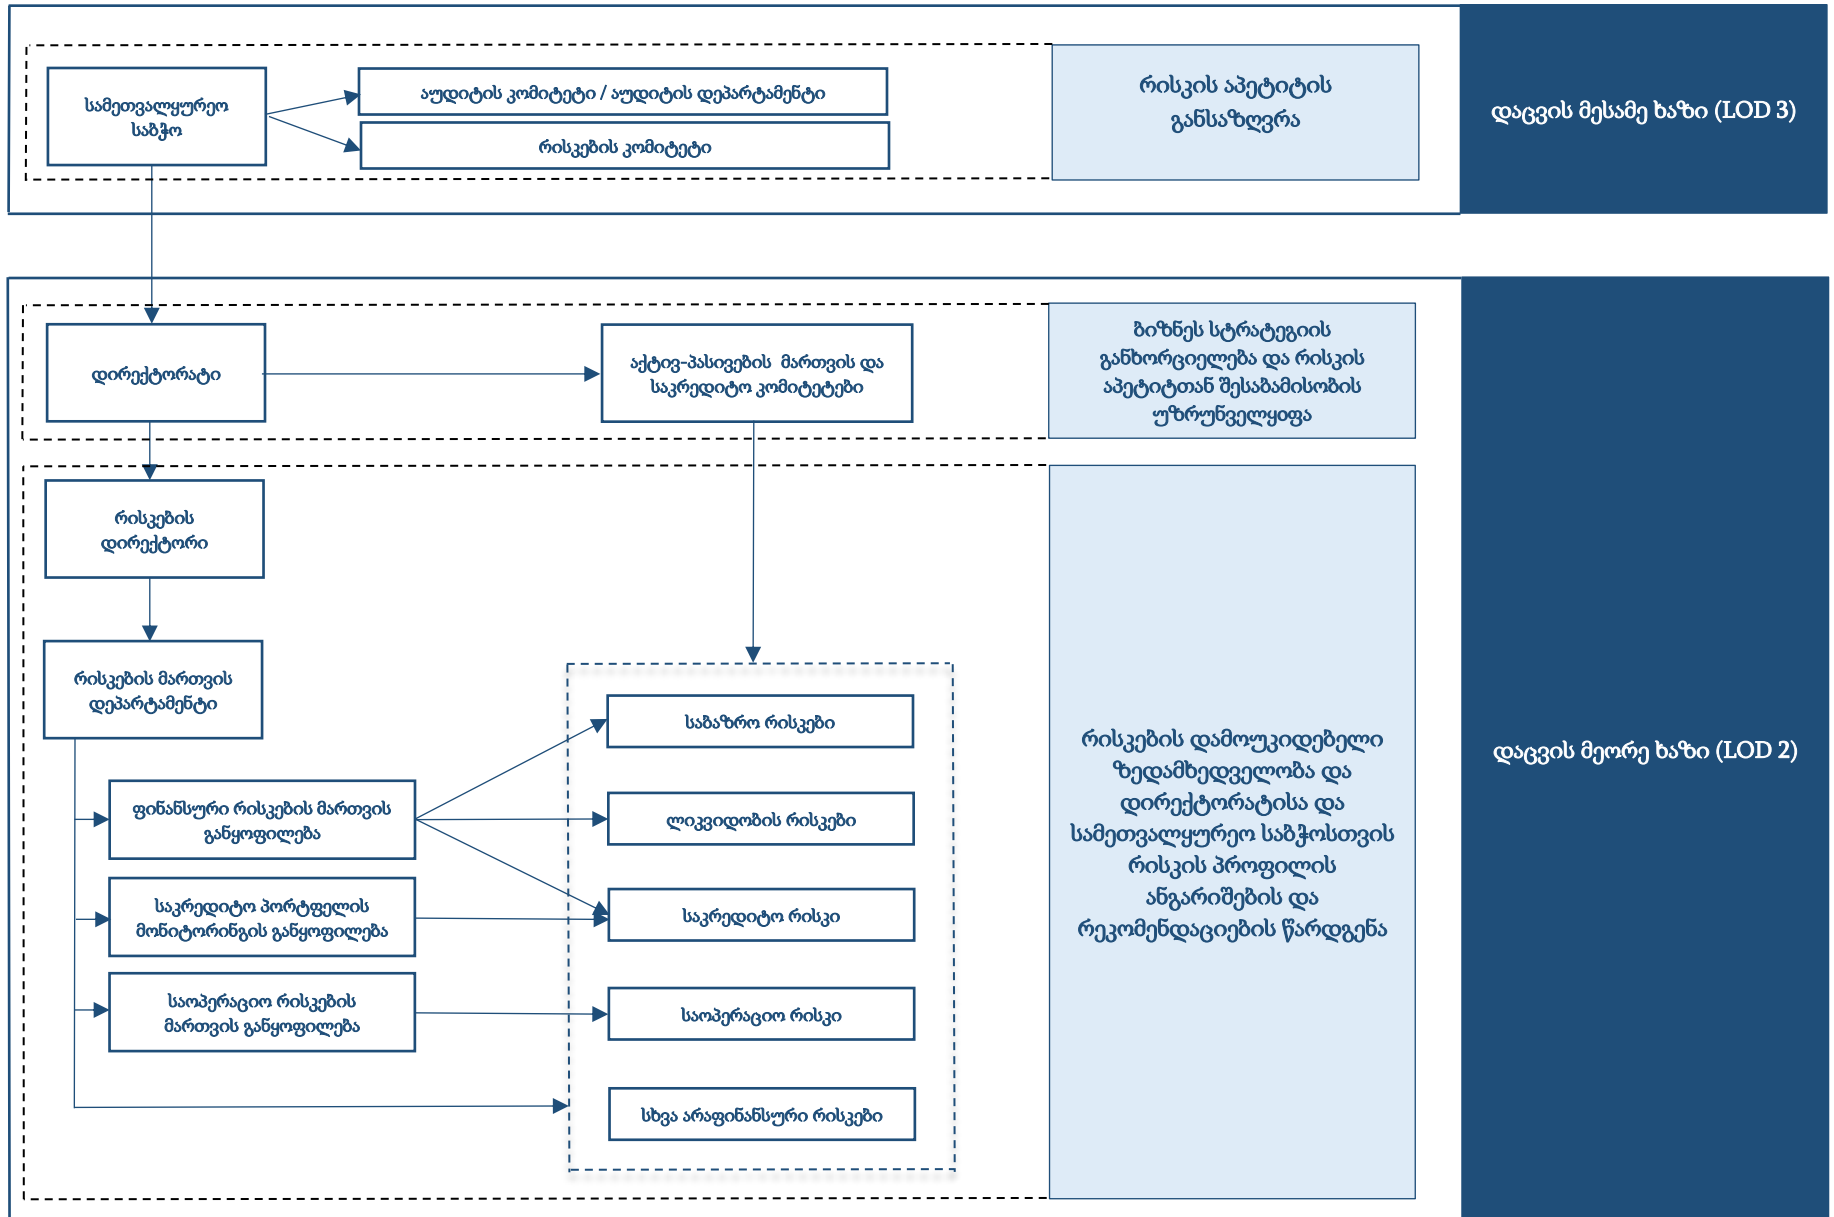 სამეთვალყურეო
საბჭო
აუდიტის კომიტეტი / აუდიტის დეპარტამენტი
რისკების კომიტეტი
რისკის აპეტიტის
განსაზღვრა
დაცვის მესამე ხაზი (LOD 3)
დირექტორატი
აქტივ-პასივების მართვის და
საკრედიტო კომიტეტები
ბიზნეს სტრატეგიის
განხორციელება და რისკის
აპეტიტთან შესაბამისობის
უზრუნველყიფა
რისკების
დირექტორი
რისკების მართვის
დეპარტამენტი
ფინანსური რისკების მართვის
განყოფილება
საკრედიტო პორტფელის
მონიტორინგის განყოფილება
საოპერაციო რისკების
მართვის განყოფილება
საბაზრო რისკები
ლიკვიდობის რისკები
საკრედიტო რისკი
საოპერაციო რისკი
სხვა არაფინანსური რისკები
რისკების დამოუკიდებელი
ზედამხედველობა და
დირექტორატისა და
სამეთვალყურეო საბჭოსთვის
რისკის პროფილის
ანგარიშების და
რეკომენდაციების წარდგენა
დაცვის მეორე ხაზი (LOD 2)